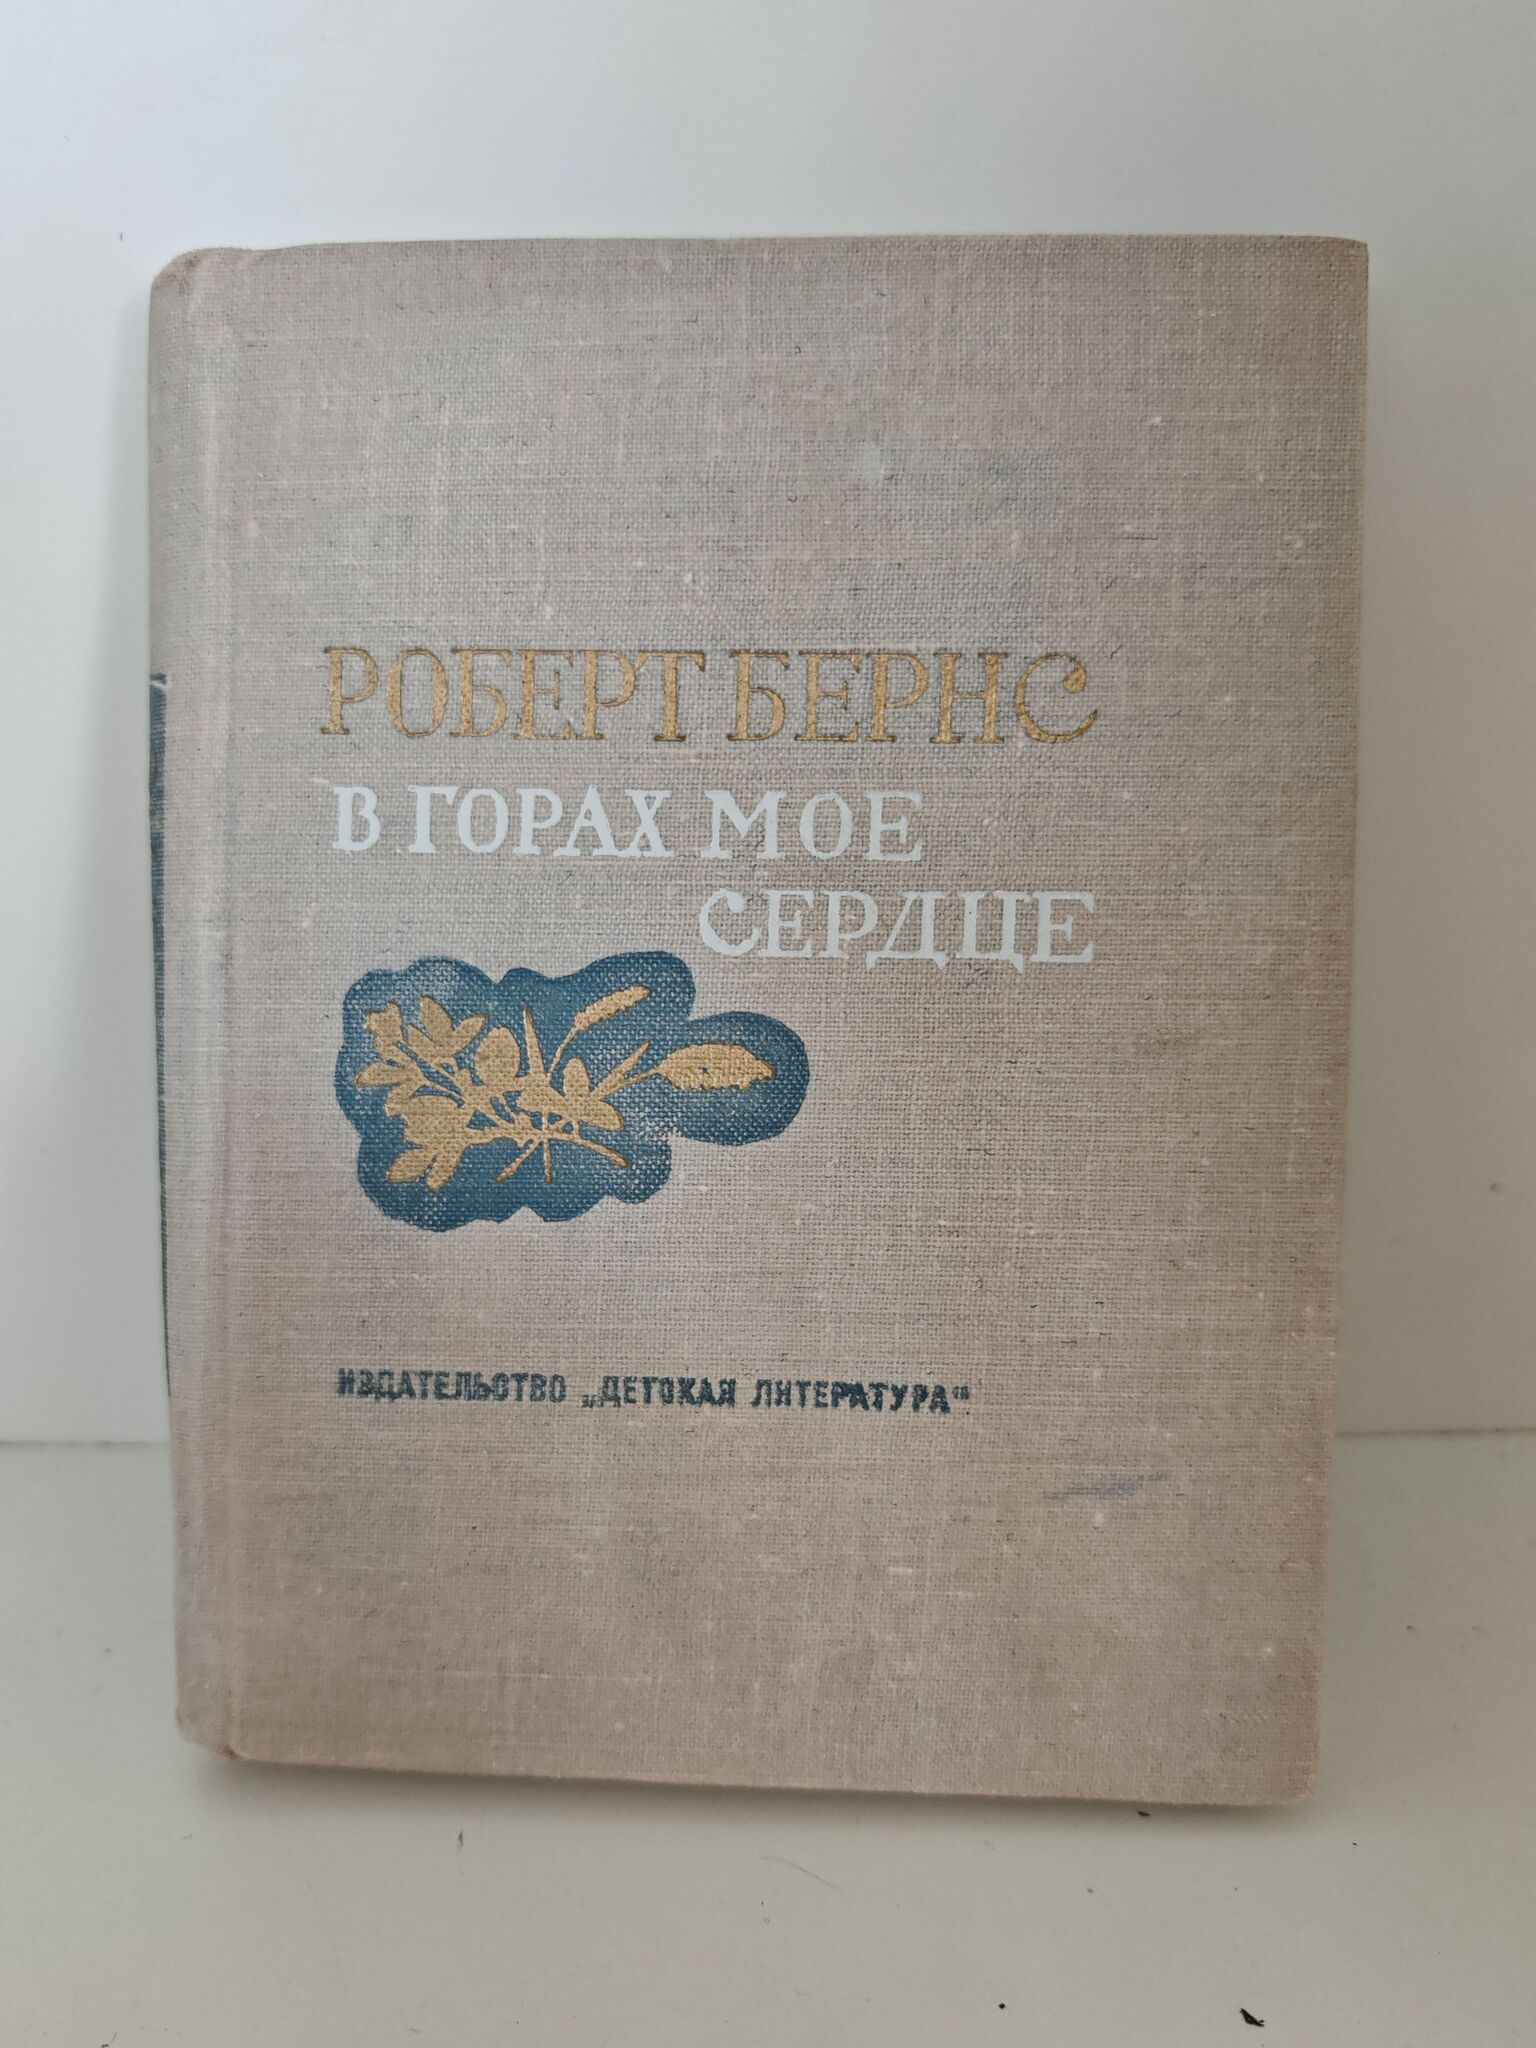 РОБЕРТ БЕРНС
В ГОРАХ МОЕ
СЕРДЦЕ
ИЗДАТЕЛЬСТВО „ДЕТСКАЯ ЛИТЕРАТУРА“